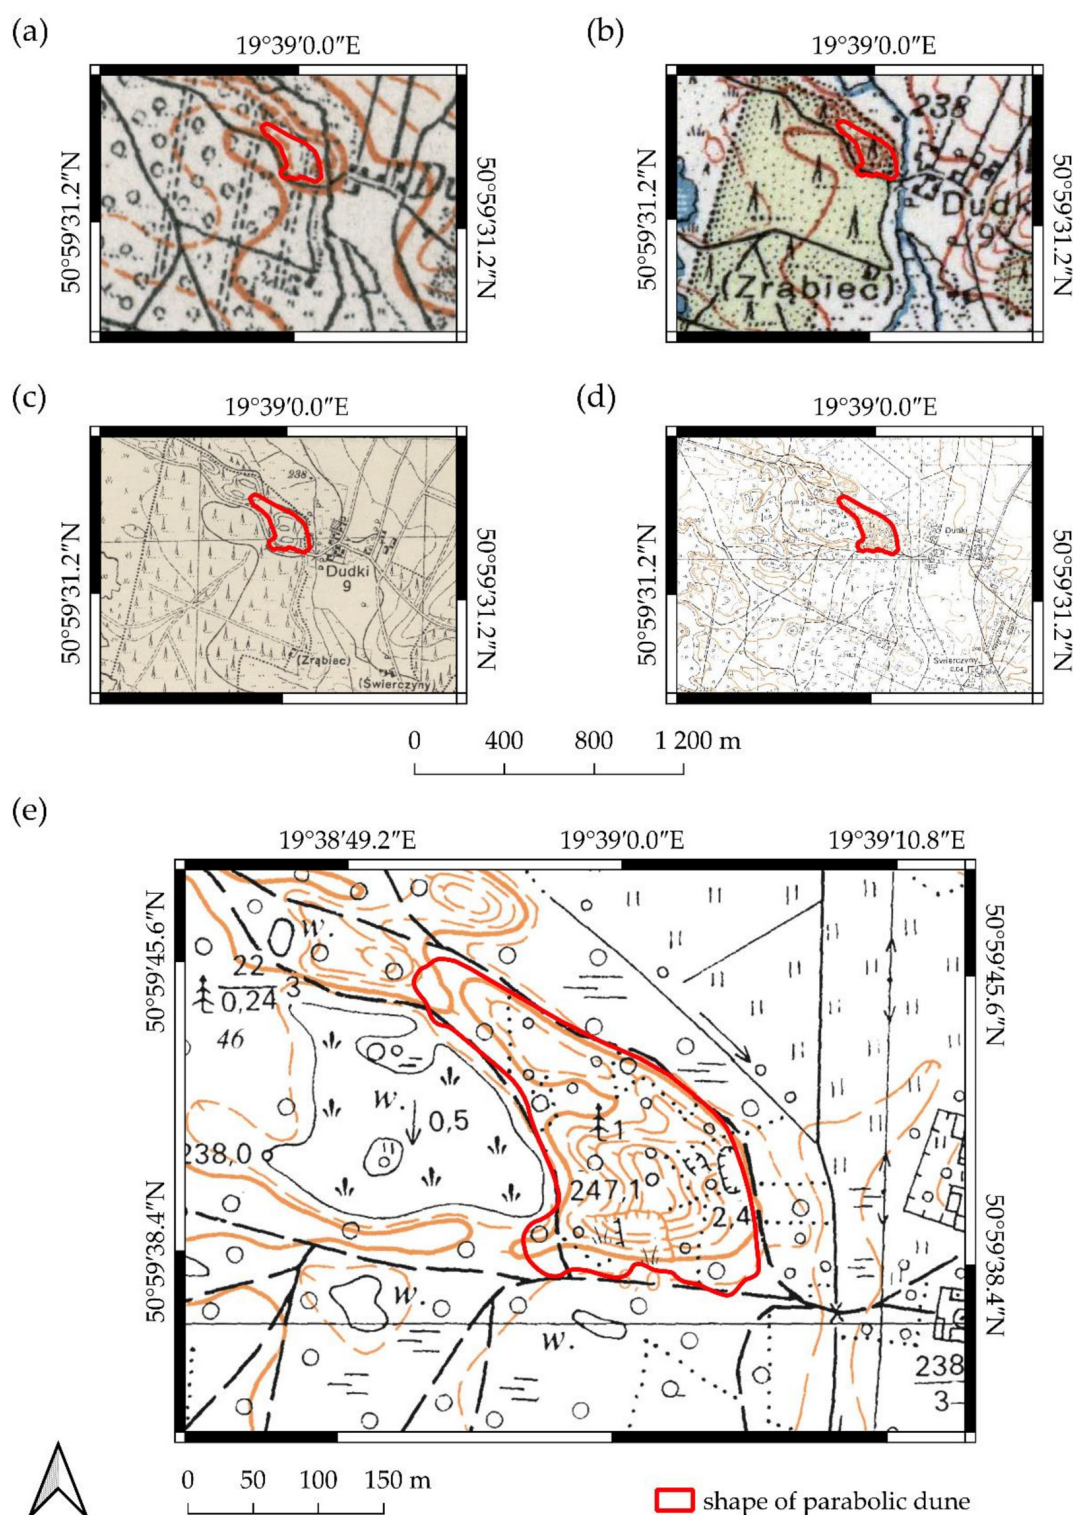 (a)
(b)
19°39′0.0″E
19°39′0.0″E
50°59′31.2″N
50°59′31.2″N
50°59′31.2″N
50°59′31.2″N
238
Dudk
9
(Zrąbiec)
(c)
(d)
19°39′0.0″E
19°39′0.0″E
50°59′31.2″N
50°59′31.2″N
50°59′31.2″N
50°59′31.2″N
238
Dudki
9
(Zrąbiec)
(Świerczyny
Dudki
Świerczyny
0 400 800 1 200 m
(e)
19°38′49.2″E 19°39′0.0″E 19°39′10.8″E
50°59′45.6″N
50°59′45.6″N
50°59′38.4″N
50°59′38.4″N
w.
22
0,24
3
46
w.
0,5
1
238,0
247,1
2,4
w.
w.
238
3
0 50 100 150 m
shape of parabolic dune